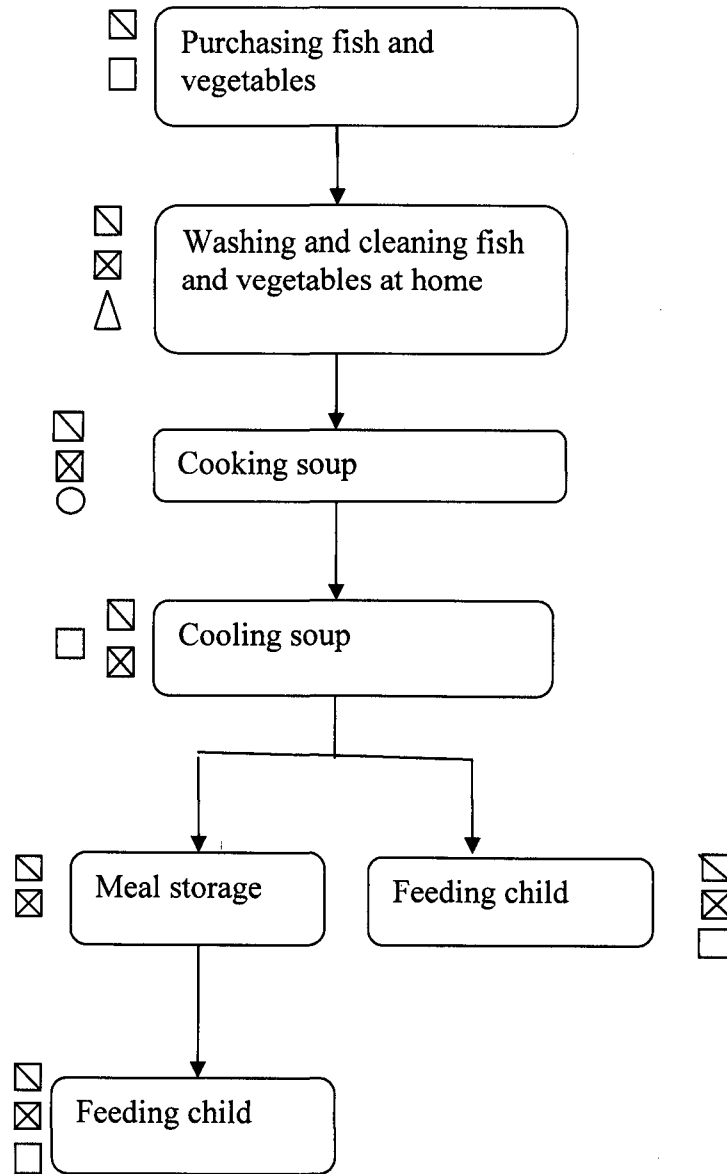 Purchasing fish and
vegetables
Washing and cleaning fish
and vegetables at home
Cooking soup
Cooling soup
Meal storage
Feeding child
Feeding child